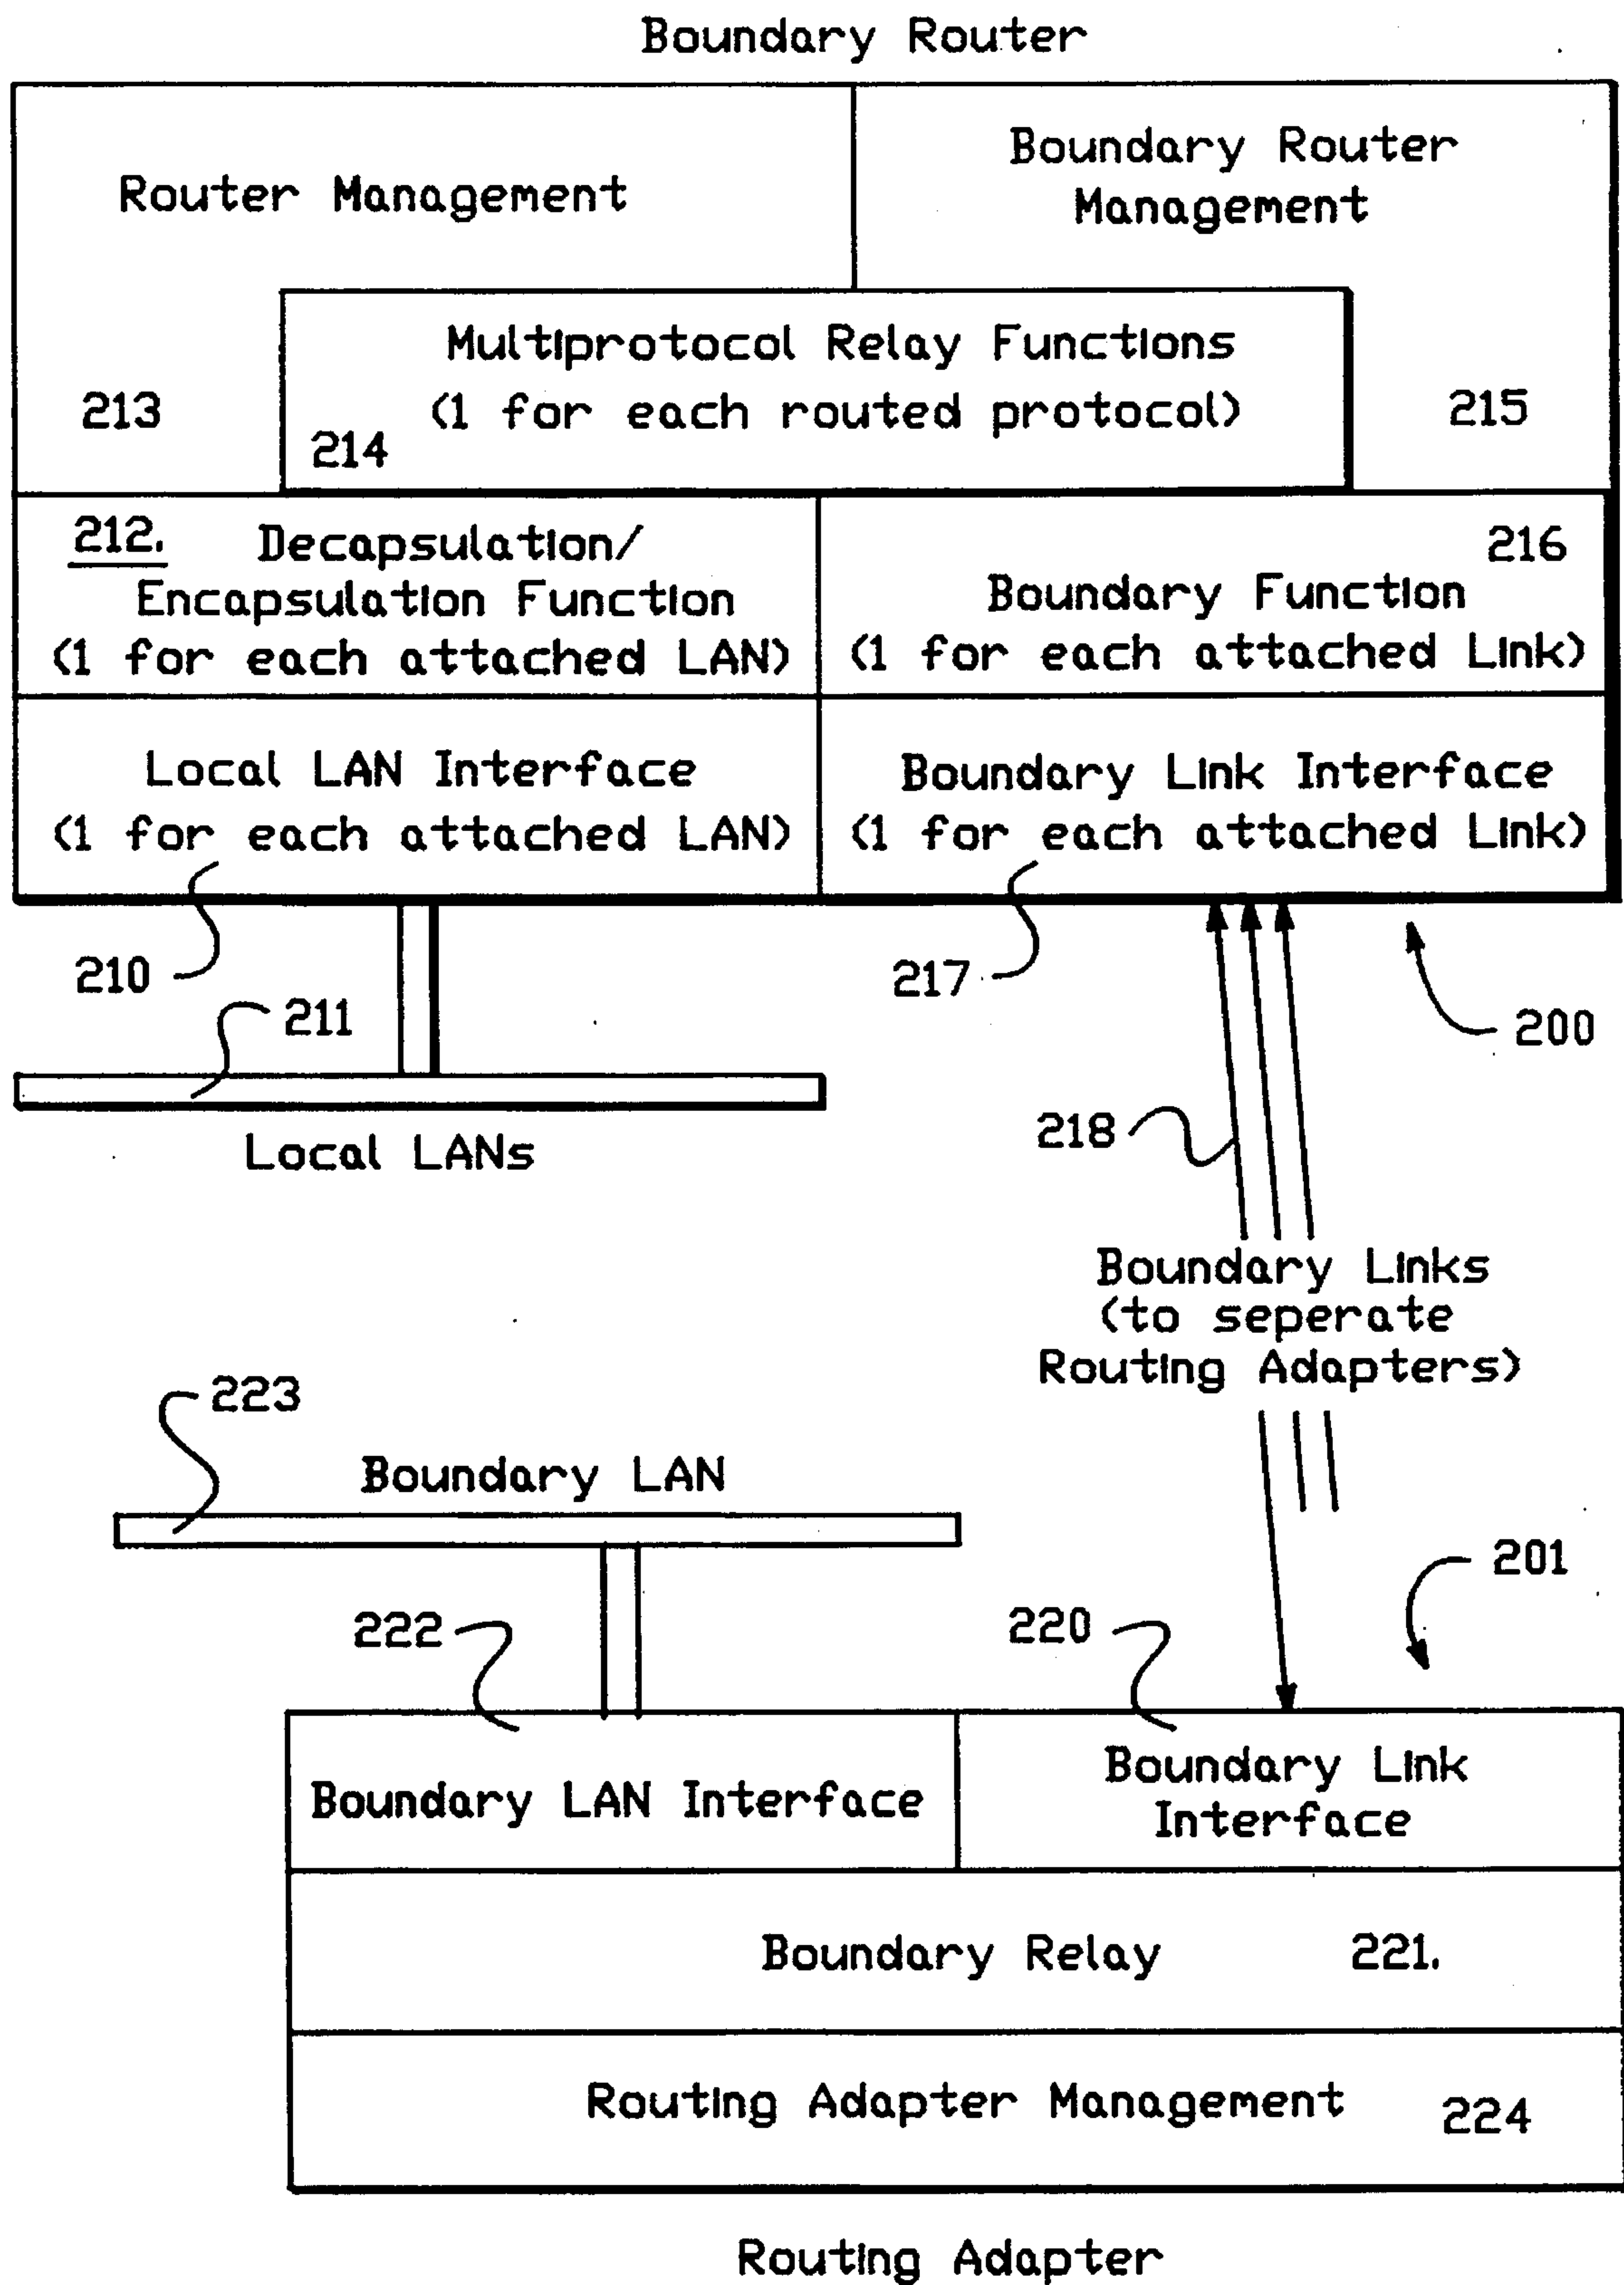 Boundary Router
Router Management
Boundary Router
Management
Multiprotocol Relay Functions
(1 for each routed protocol)
213
214
215
212. Decapsulation/
Encapsulation Function
(1 for each attached LAN)
216
Boundary Function
(1 for each attached Link)
Local LAN Interface
(1 for each attached LAN)
Boundary Link Interface
(1 for each attached Link)
210
217
211
200
218
Local LANs
Boundary Links
(to seperate
Routing Adapters)
223
Boundary LAN
201
222
220
Boundary LAN Interface
Boundary Link
Interface
Boundary Relay 221.
Routing Adapter Management 224
Routing Adapter